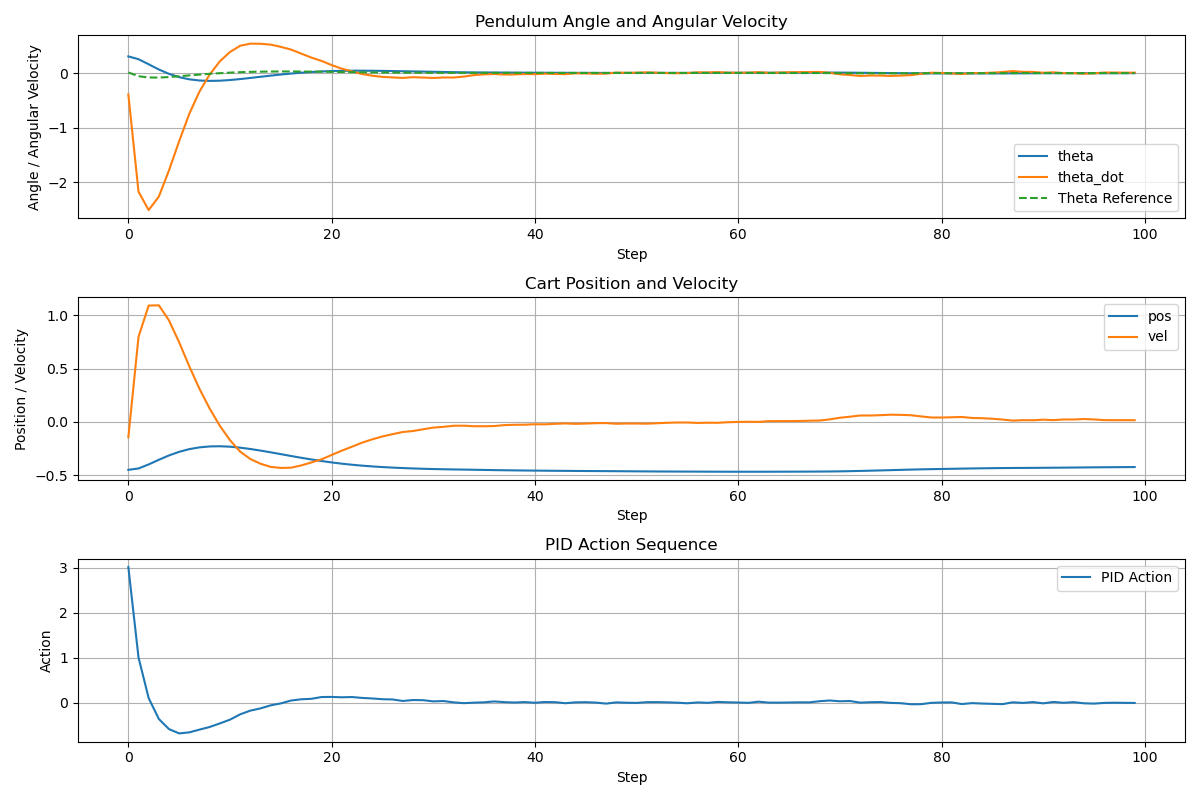 Pendulum Angle and Angular Velocity
Angle / Angular Velocity
0
−1
−2
theta
theta_dot
Theta Reference
0 20 40 60 80 100
Step
Cart Position and Velocity
Position / Velocity
1.0
0.5
0.0
−0.5
pos
vel
0 20 40 60 80 100
Step
PID Action Sequence
Action
3
2
1
0
PID Action
0 20 40 60 80 100
Step